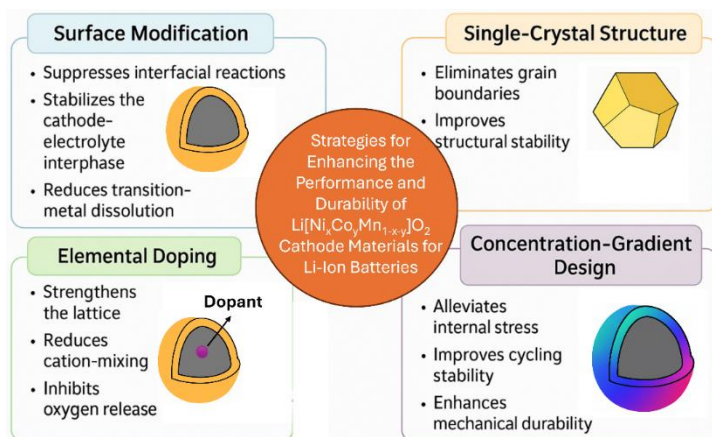 Surface Modification
• Suppresses interfacial reactions
• Stabilizes the
cathode-
electrolyte
interphase
• Reduces transition-
metal dissolution
Single-Crystal Structure
• Eliminates grain
boundaries
• Improves
structural stability
Strategies for
Enhancing the
Performance and
Durability of
Li[NiₓCoᵧMn₁₋ₓ₋ᵧ]O₂
Cathode Materials for
Li-Ion Batteries
Elemental Doping
• Strengthens
the lattice
• Reduces
cation-mixing
• Inhibits
oxygen release
Dopant
Concentration-Gradient
Design
• Alleviates
internal stress
• Improves cycling
stability
• Enhances
mechanical durability